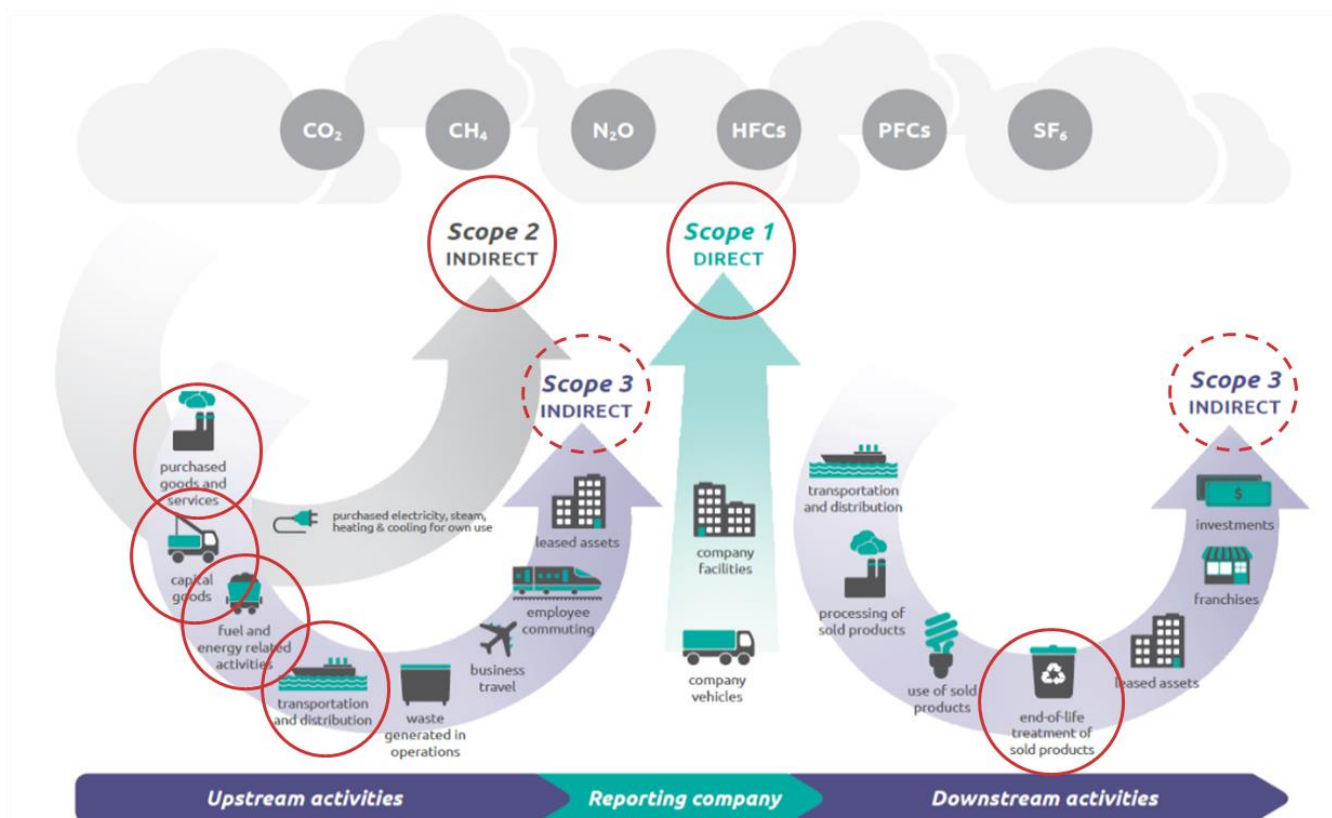 CO₂
CH₄
N₂O
HFCs
PFCs
SF₆
Scope 2
INDIRECT
Scope 1
DIRECT
Scope 3
INDIRECT
Scope 3
INDIRECT
purchased
goods and
services
capital
goods
fuel and
energy related
activities
transportation
and distribution
waste
generated in
operations
business
travel
employee
commuting
leased assets
purchased electricity, steam,
heating & cooling for own use
company
facilities
company
vehicles
transportation
and distribution
processing of
sold products
use of sold
products
end-of-life
treatment of
sold products
leased assets
franchises
investments
$
Upstream activities
Reporting company
Downstream activities